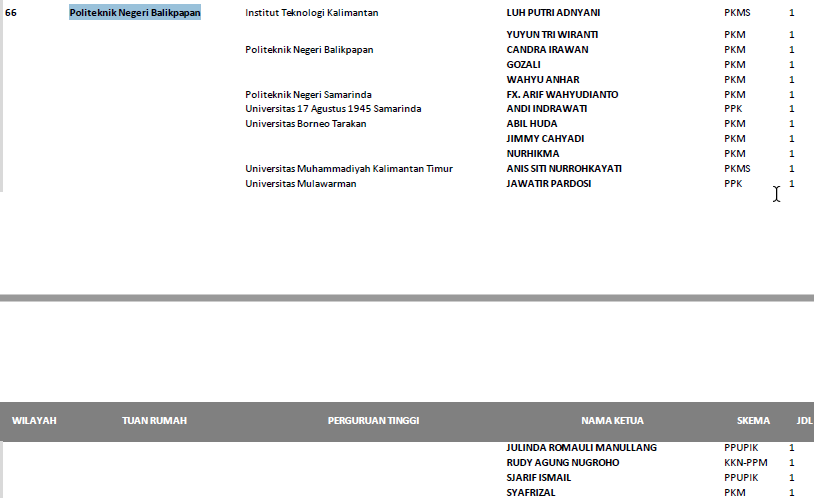 66 Politeknik Negeri Balikpapan Institut Teknologi Kalimantan LUH PUTRI ADNYANI PKMS 1
YUYUN TRI WIRANTI PKM 1
Politeknik Negeri Balikpapan CANDRA IRAWAN PKM 1
GOZALI PKM 1
WAHYU ANHAR PKM 1
Politeknik Negeri Samarinda FX. ARIF WAHYUDIANTO PKM 1
Universitas 17 Agustus 1945 Samarinda ANDI INDRAWATI PPK 1
Universitas Borneo Tarakan ABIL HUDA PKM 1
JIMMY CAHYADI PKM 1
NURHIKMA PKM 1
Universitas Muhammadiyah Kalimantan Timur ANIS SITI NURROHKAYATI PKMS 1
Universitas Mulawarman JAWATIR PARDOSI PPK 1
WILAYAH TUAN RUMAH PERGURUAN TINGGI NAMA KETUA SKEMA JDL
JULINDA ROMAULI MANULLANG PPUPIK 1
RUDY AGUNG NUGROHO KKN-PPM 1
SJARIF ISMAIL PPUPIK 1
SYAFRIZAL PKM 1